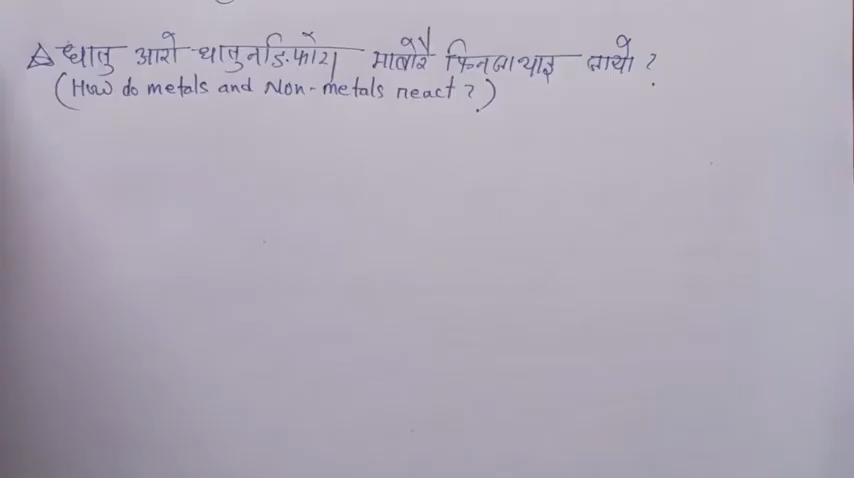 धातु आरो धातुनङि फोरा माबोरै फिनजाथाइ जायो ?
(How do metals and Non-metals react ?)